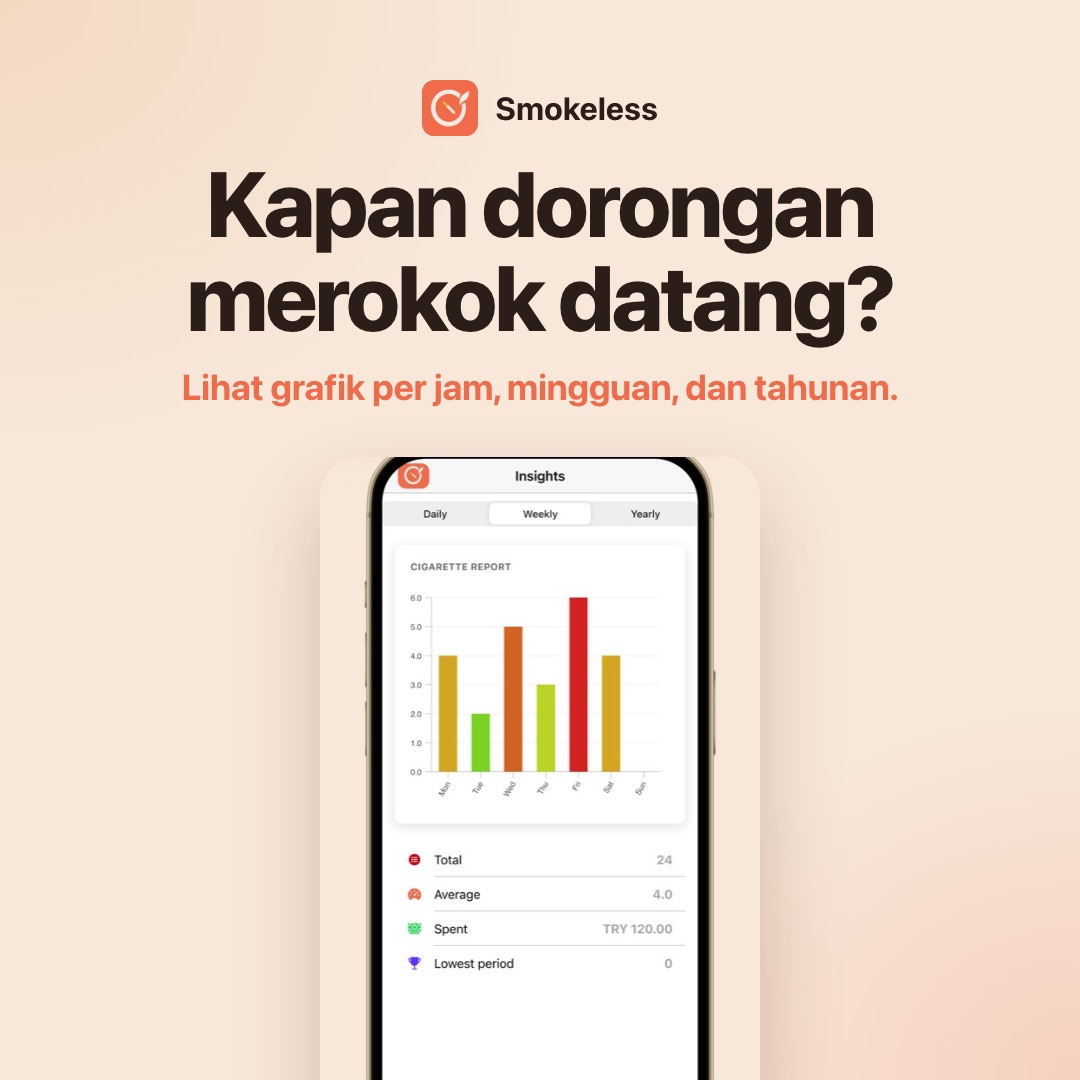 Smokeless
Kapan dorongan
merokok datang?
Lihat grafik per jam, mingguan, dan tahunan.
Insights
Daily Weekly Yearly
CIGARETTE REPORT
6.0
5.0
4.0
3.0
2.0
1.0
0.0
Mon Tue Wed Thu Fri Sat Sun
Total 24
Average 4.0
Spent TRY 120.00
Lowest period 0